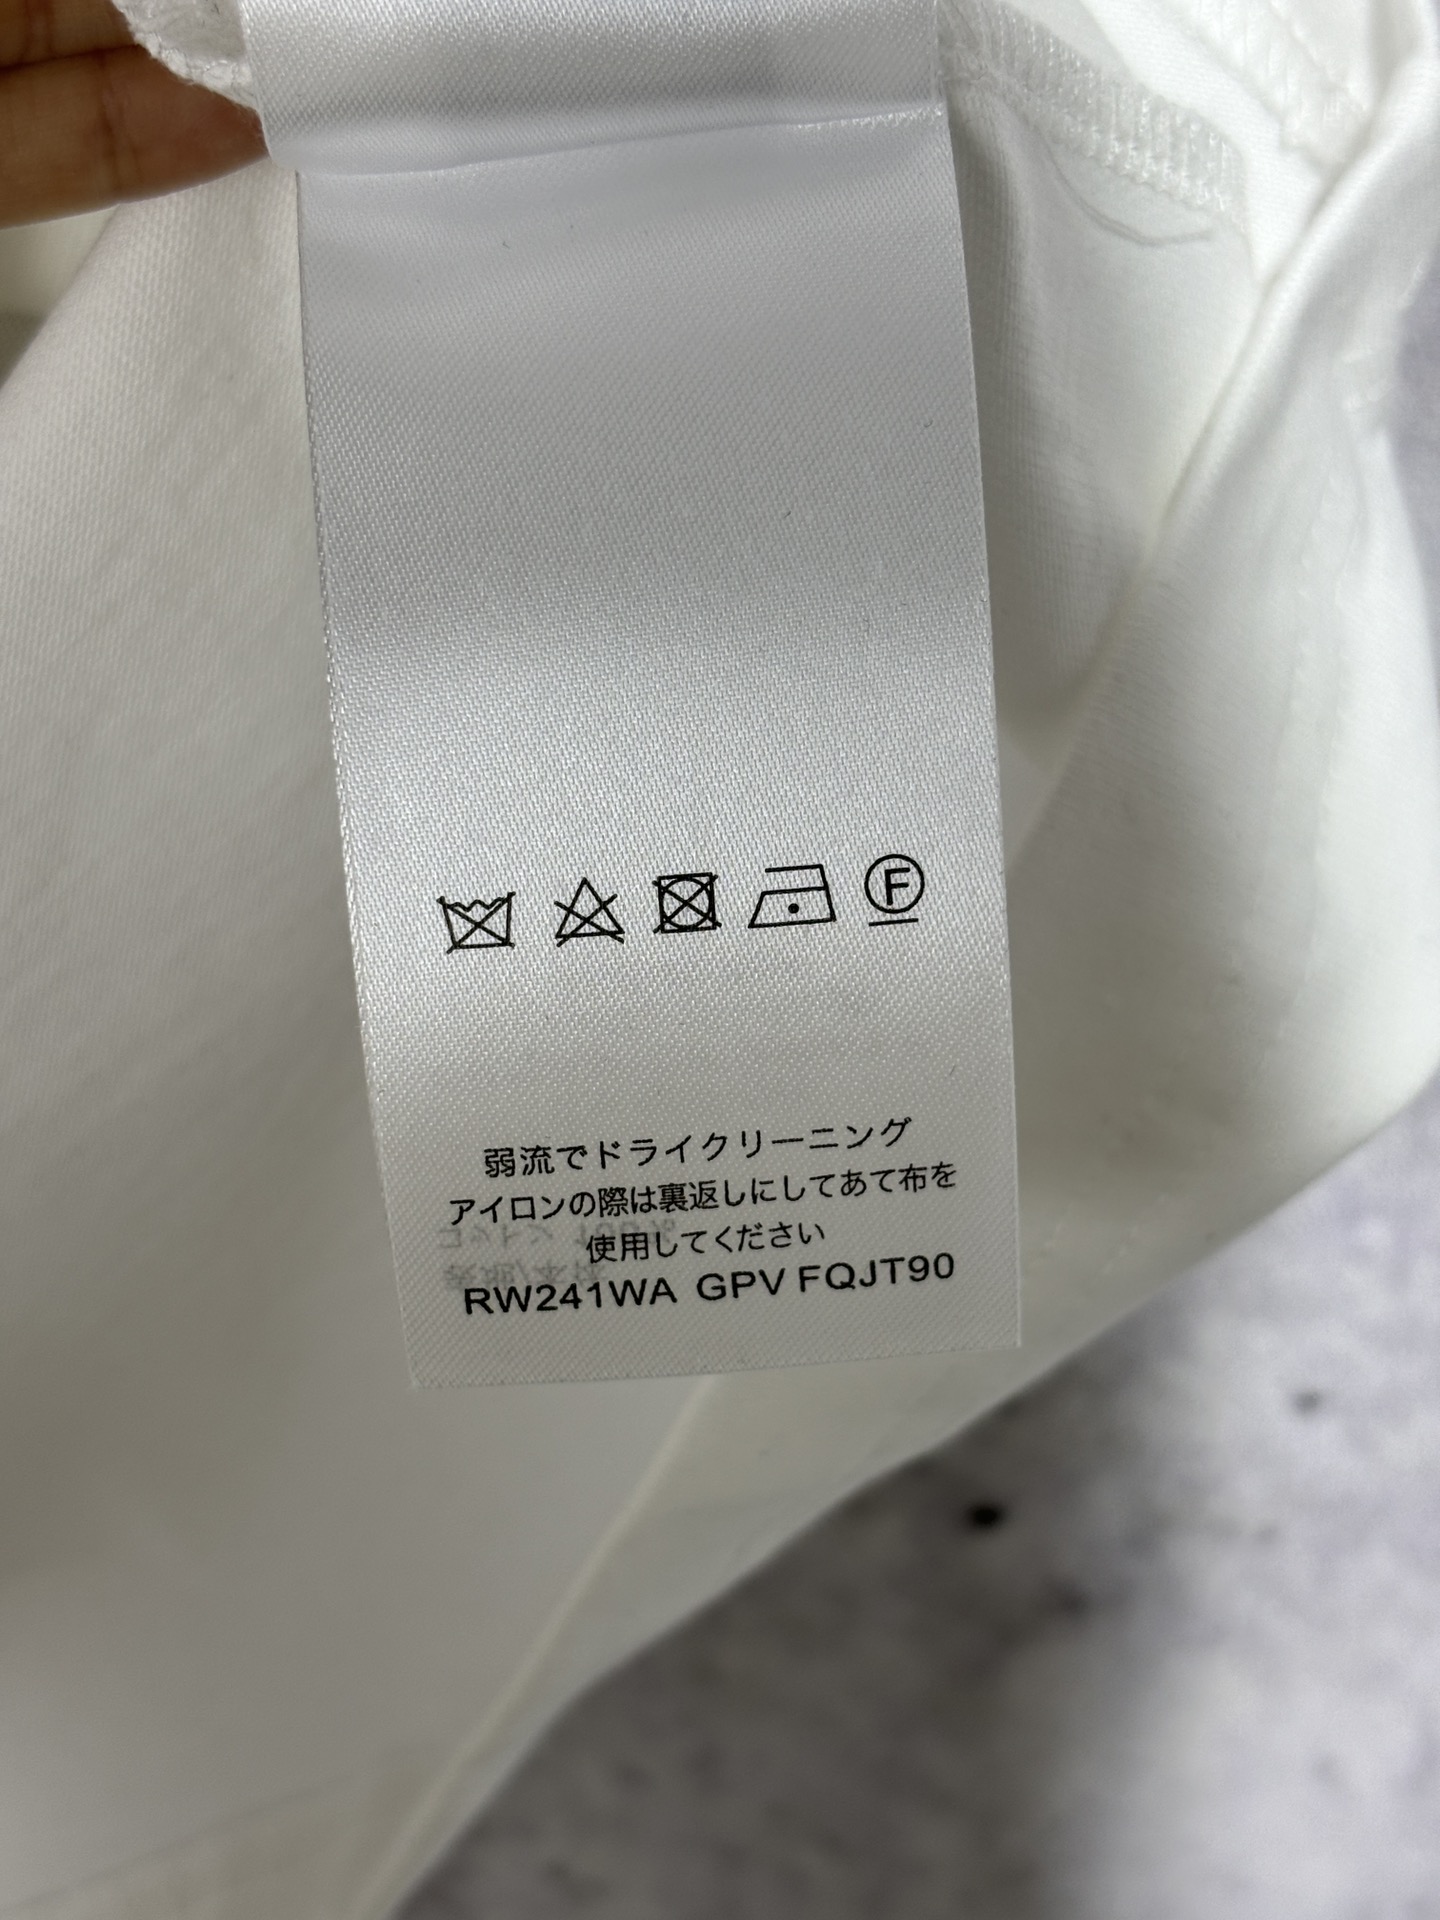 F
弱流でドライクリーニング
アイロンの際は裏返しにしてあて布を
使用してください
RW241WA GPV FQJT90